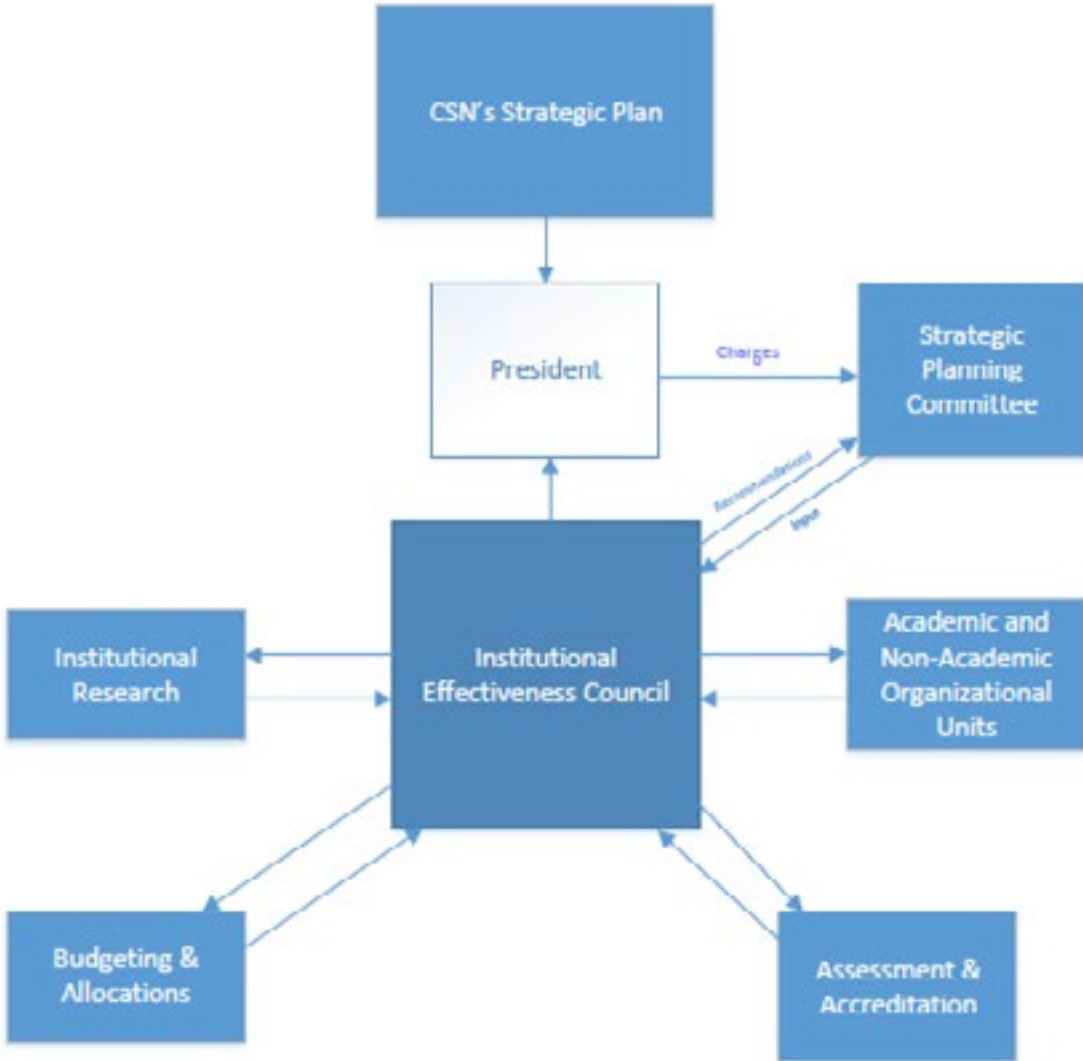 CSN's Strategic Plan
President
Charges
Strategic
Planning
Committee
Recommendations
Input
Institutional
Research
Institutional
Effectiveness Council
Academic and
Non-Academic
Organizational
Units
Budgeting &
Allocations
Assessment &
Accreditation